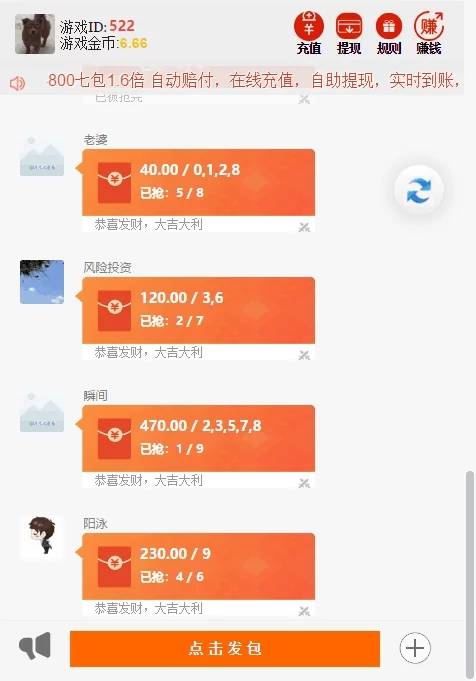 游戏ID: 522
游戏金币:6.66
充值
提现
规则
赚
赚钱
800七包1.6倍 自动赔付，在线充值，自助提现，实时到账，
已被抢完
老婆
40.00 / 0,1,2,8
已抢：5 / 8
恭喜发财，大吉大利
风险投资
120.00 / 3,6
已抢：2 / 7
恭喜发财，大吉大利
瞬间
470.00 / 2,3,5,7,8
已抢：1 / 9
恭喜发财，大吉大利
阳泳
230.00 / 9
已抢：4 / 6
恭喜发财，大吉大利
点击发包